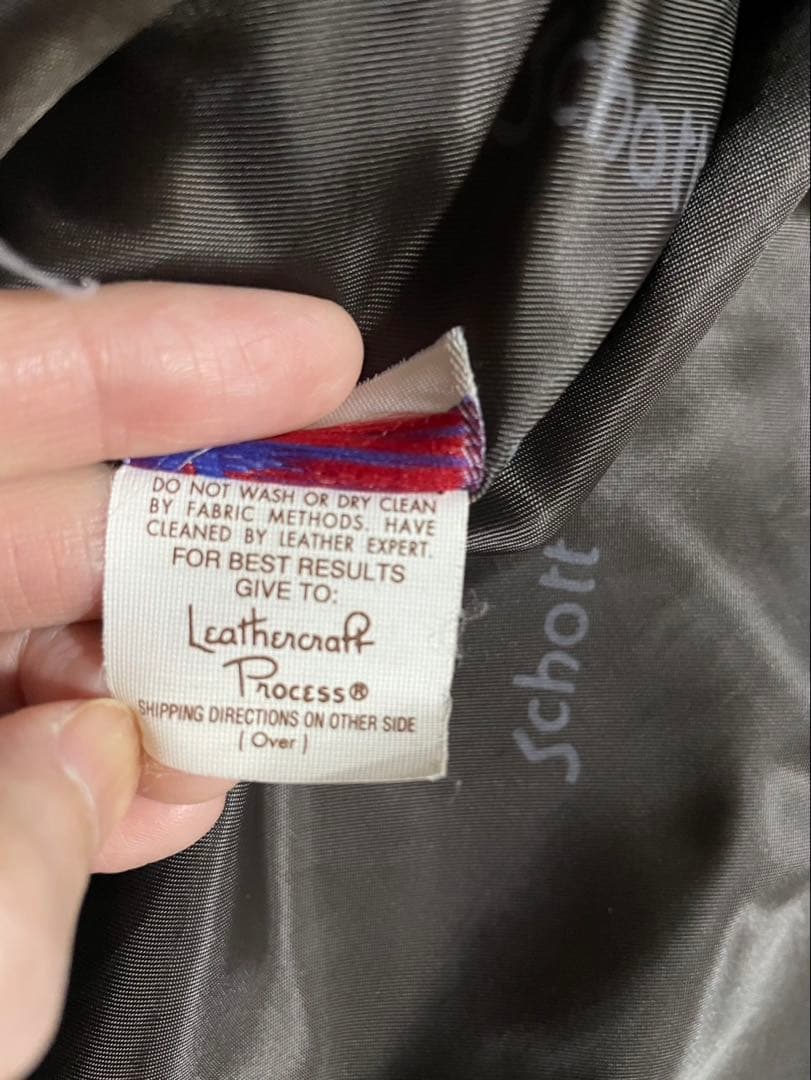 Schott
DO NOT WASH OR DRY CLEAN
BY FABRIC METHODS. HAVE
CLEANED BY LEATHER EXPERT.
FOR BEST RESULTS
GIVE TO:
Leathercraft
Process®
SHIPPING DIRECTIONS ON OTHER SIDE
( Over )
Schott